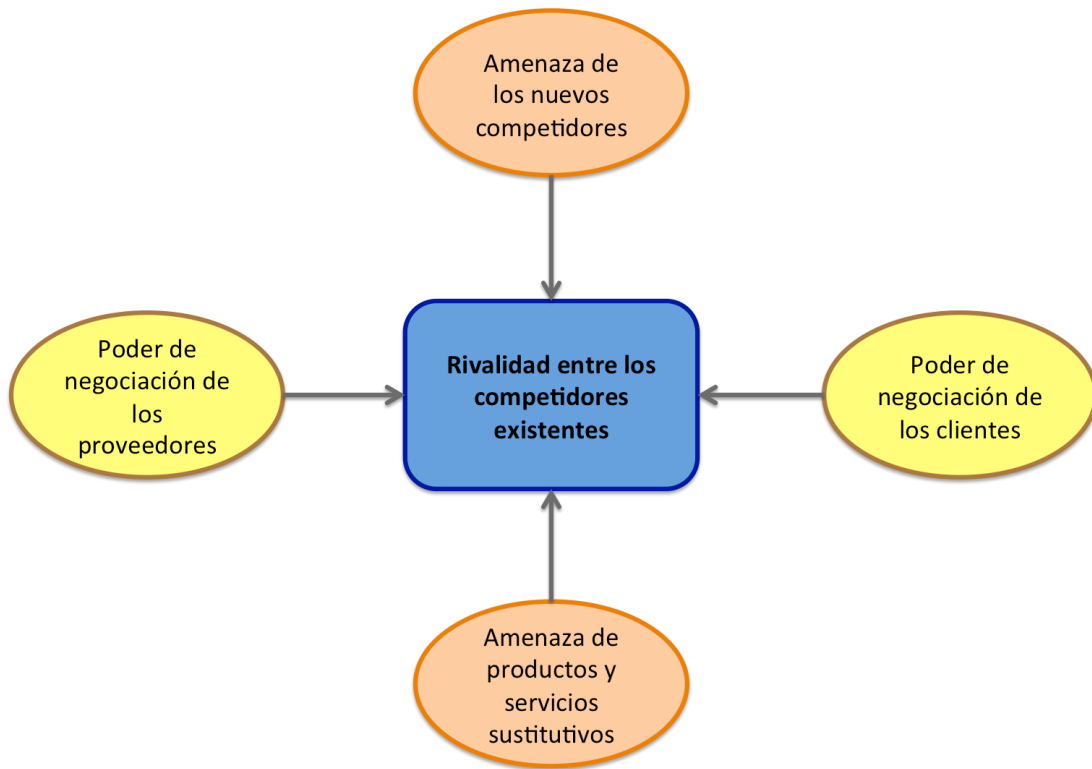 Amenaza de
los nuevos
competidores
Poder de
negociación de
los
proveedores
Rivalidad entre los
competidores
existentes
Poder de
negociación de
los clientes
Amenaza de
productos y
servicios
sustitutivos